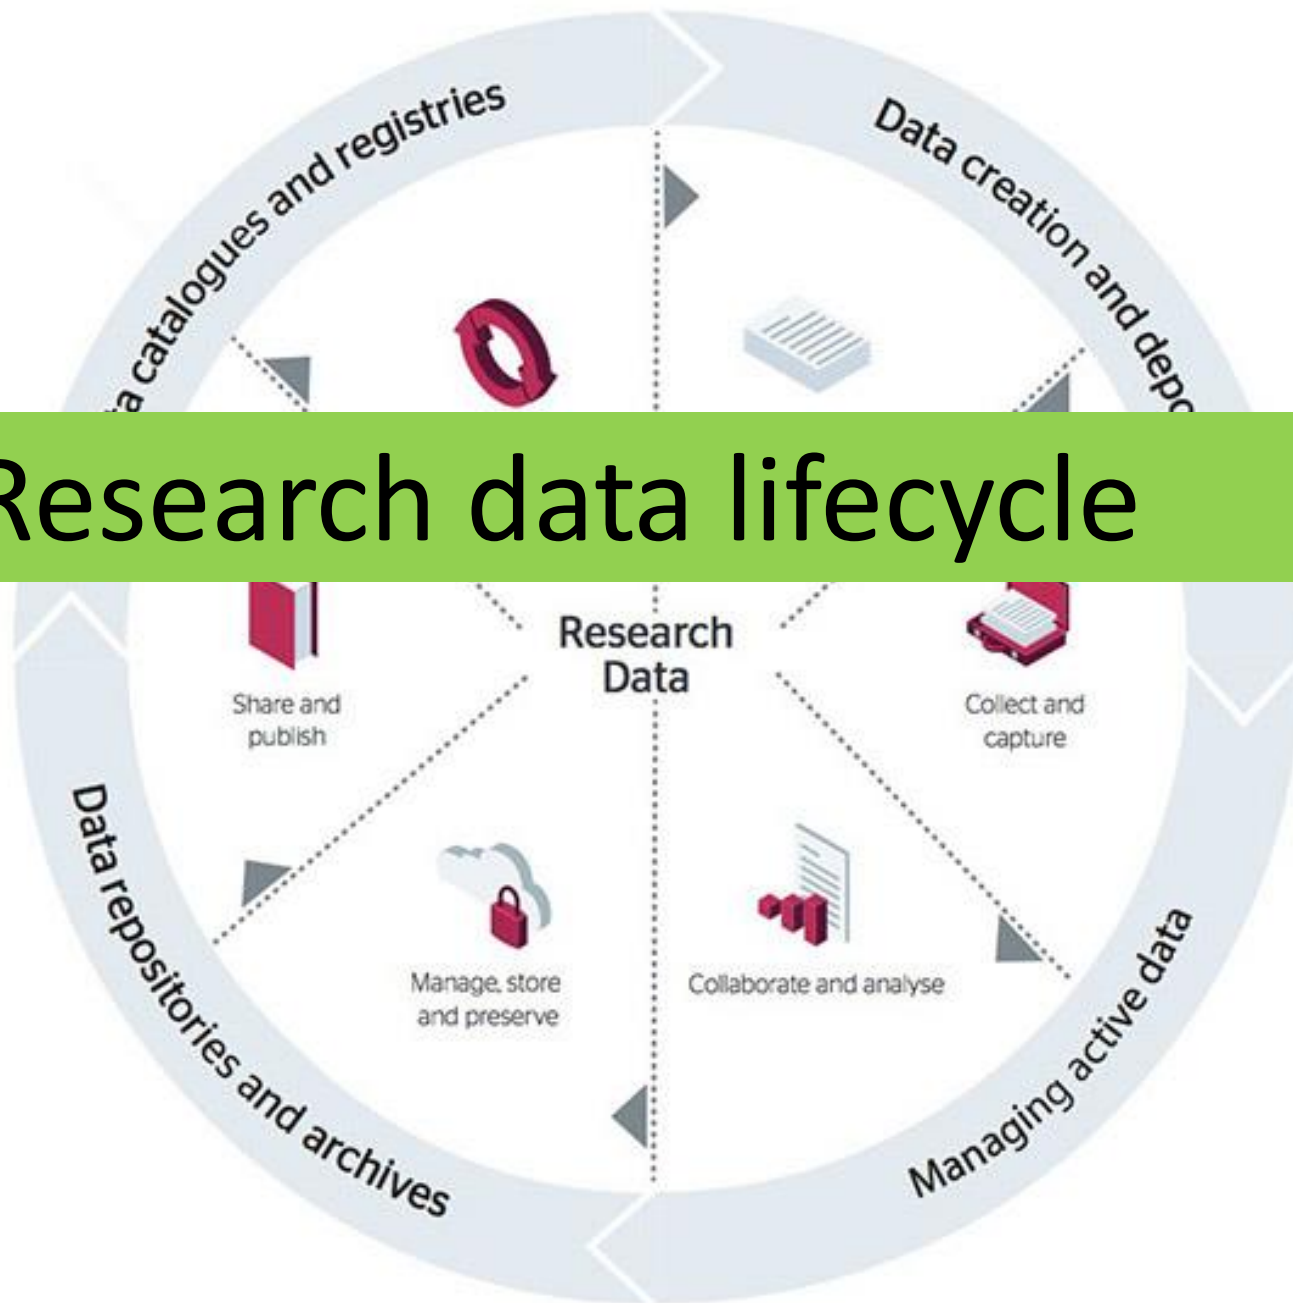 Data creation and depo
a catalogues and registries
Research data lifecycle
Research
Data
Share and
publish
Collect and
capture
Manage, store
and preserve
Collaborate and analyse
Managing active data
Data repositories and archives